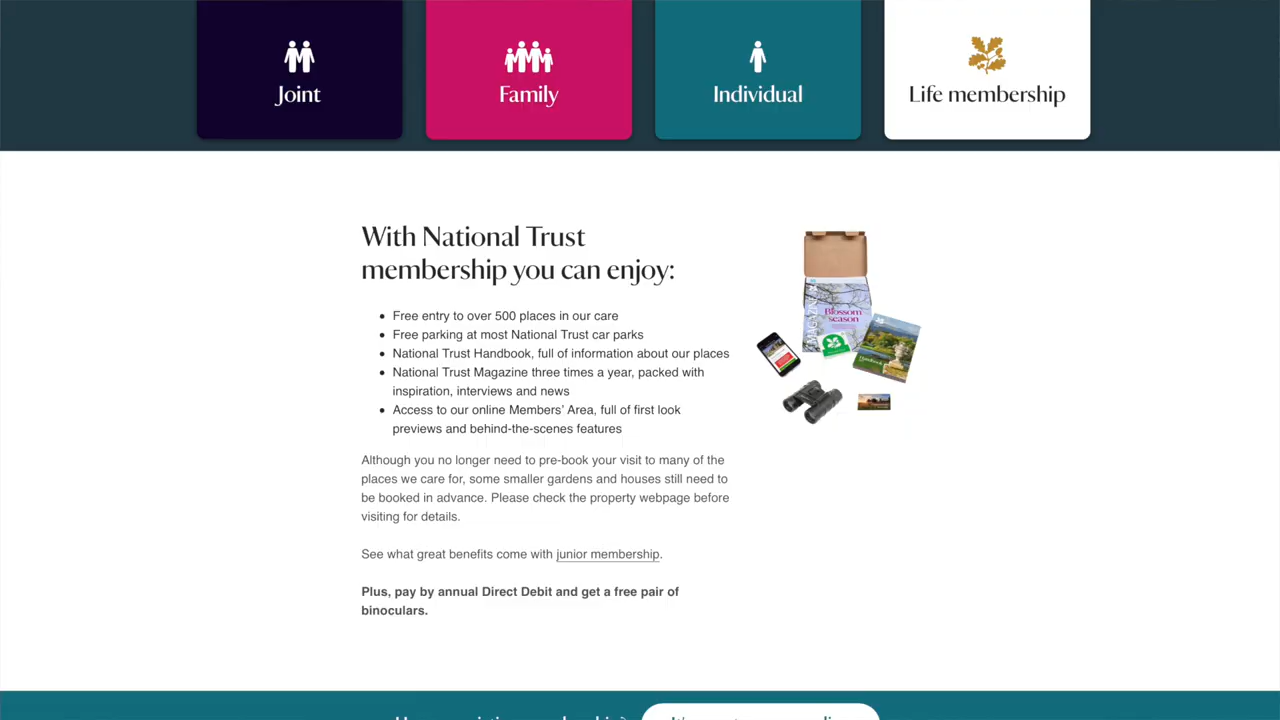 Joint
Family
Individual
Life membership
With National Trust
membership you can enjoy:
Free entry to over 500 places in our care
Free parking at most National Trust car parks
National Trust Handbook, full of information about our places
National Trust Magazine three times a year, packed with
inspiration, interviews and news
Access to our online Members' Area, full of first look
previews and behind-the-scenes features
MAGAZINE
Blossom
season
Handbook
Although you no longer need to pre-book your visit to many of the
places we care for, some smaller gardens and houses still need to
be booked in advance. Please check the property webpage before
visiting for details.
See what great benefits come with junior membership.
Plus, pay by annual Direct Debit and get a free pair of
binoculars.